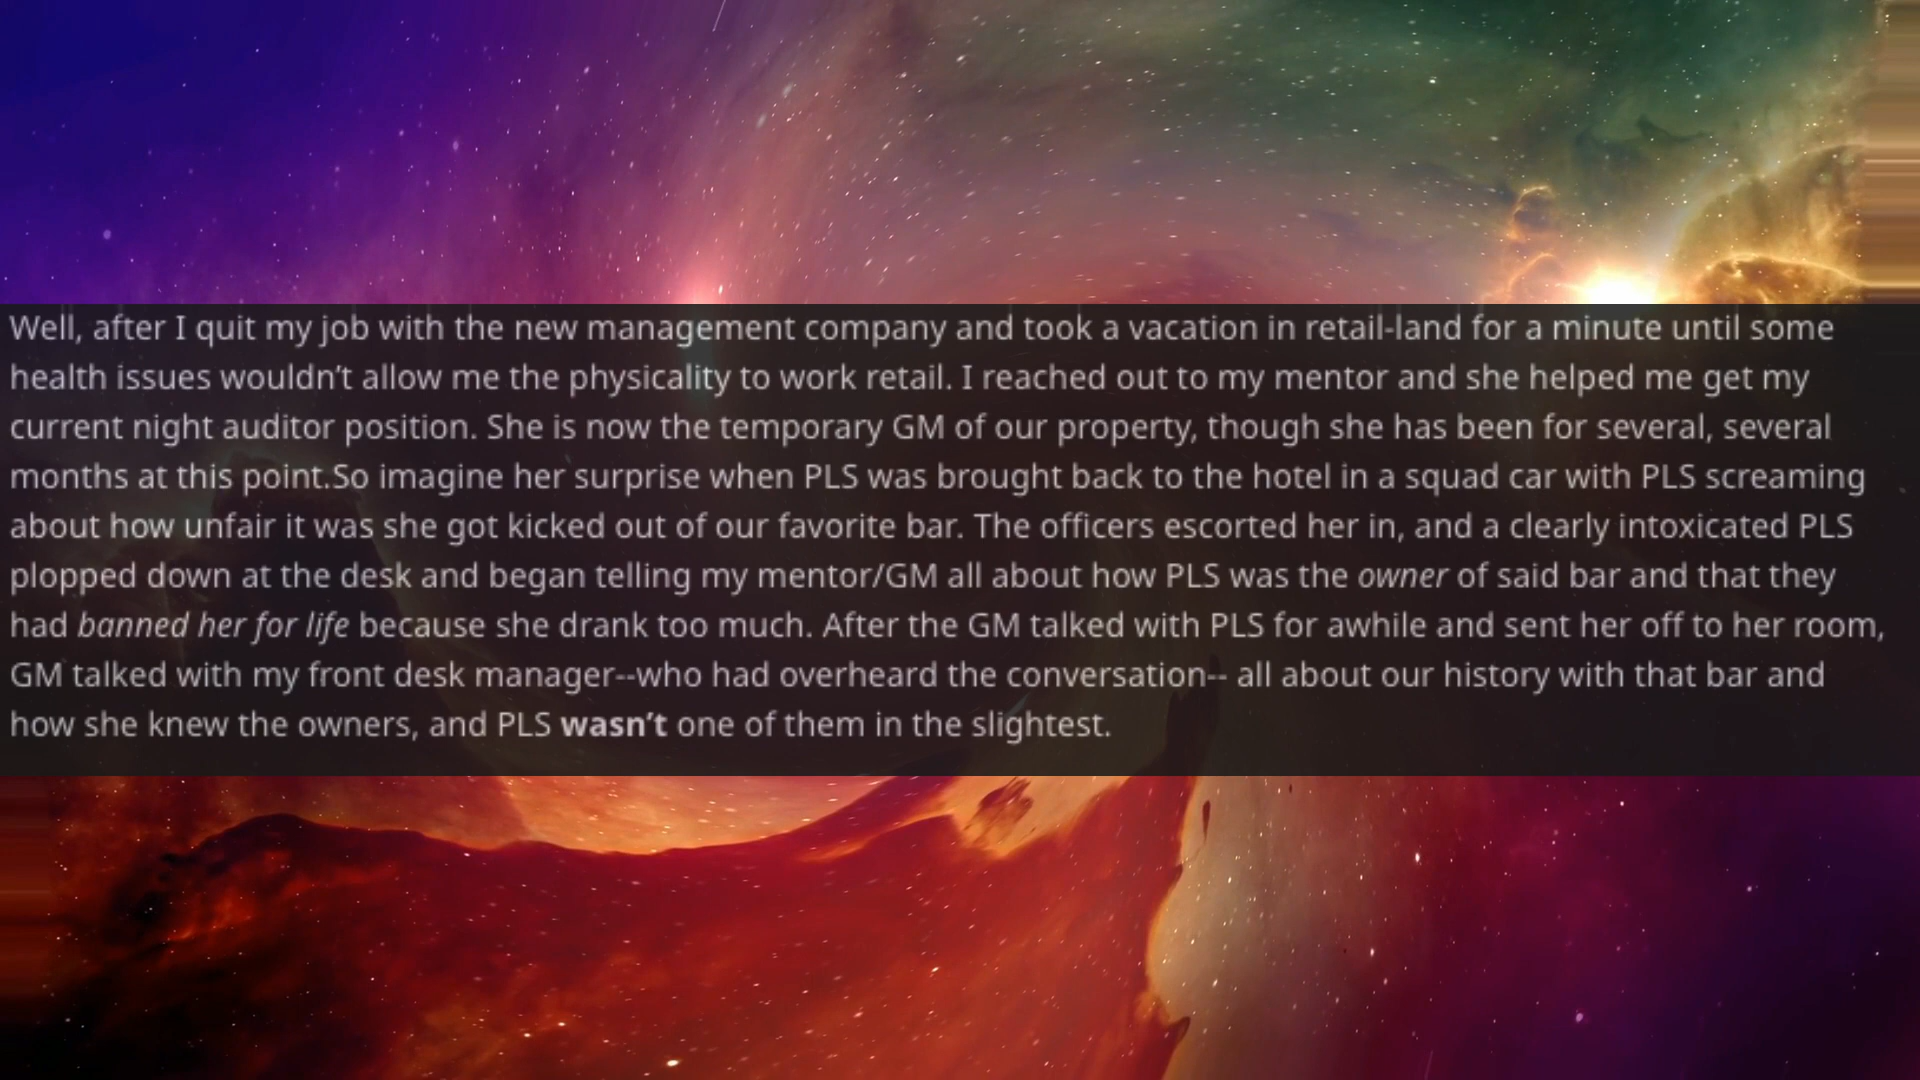 Well, after I quit my job with the new management company and took a vacation in retail-land for a minute until some
health issues wouldn’t allow me the physicality to work retail. I reached out to my mentor and she helped me get my
current night auditor position. She is now the temporary GM of our property, though she has been for several, several
months at this point.So imagine her surprise when PLS was brought back to the hotel in a squad car with PLS screaming
about how unfair it was she got kicked out of our favorite bar. The officers escorted her in, and a clearly intoxicated PLS
plopped down at the desk and began telling my mentor/GM all about how PLS was the owner of said bar and that they
had banned her for life because she drank too much. After the GM talked with PLS for awhile and sent her off to her room,
GM talked with my front desk manager--who had overheard the conversation-- all about our history with that bar and
how she knew the owners, and PLS wasn’t one of them in the slightest.